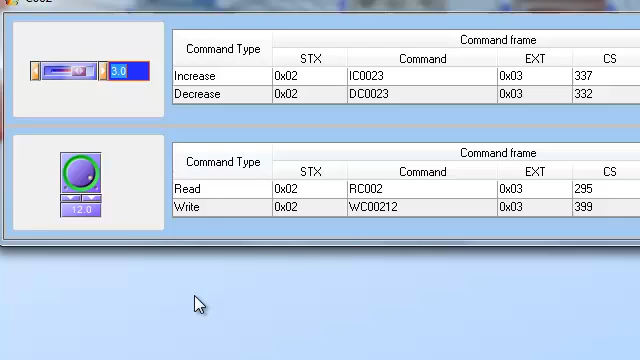 C002
Command Type
Command frame
STX
Command
EXT
CS
3.0
Increase
0x02
IC0023
0x03
337
Decrease
0x02
DC0023
0x03
332
Command Type
Command frame
STX
Command
EXT
CS
12.0
Read
0x02
RC002
0x03
295
Write
0x02
WC00212
0x03
399